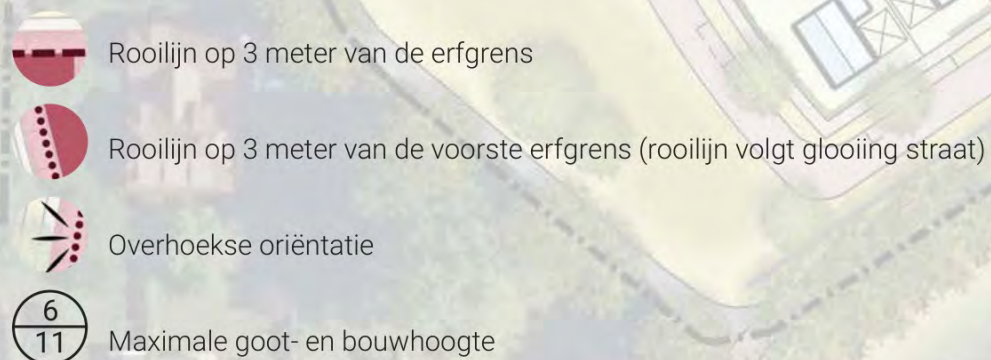 Rooilijn op 3 meter van de erfgrens
Rooilijn op 3 meter van de voorste erfgrens (rooilijn volgt glooiing straat)
Overhoekse oriëntatie
6
11
Maximale goot- en bouwhoogte